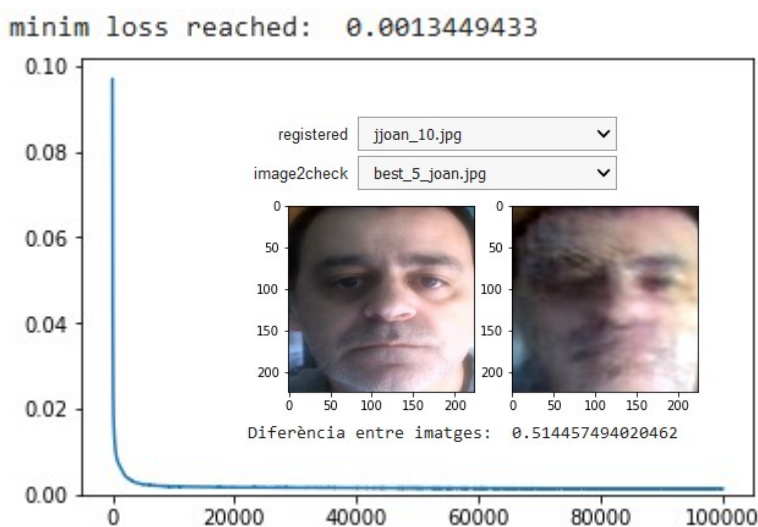 minim loss reached:  0.0013449433
0.10
registered jjoan_10.jpg
0.08
image2check best_5_joan.jpg
0 0
0.06
50 50
100 100
0.04
150 150
200 200
0 50 100 150 200 0 50 100 150 200
0.02
Diferència entre imatges:  0.514457494020462
0.00
0 20000 40000 60000 80000 100000